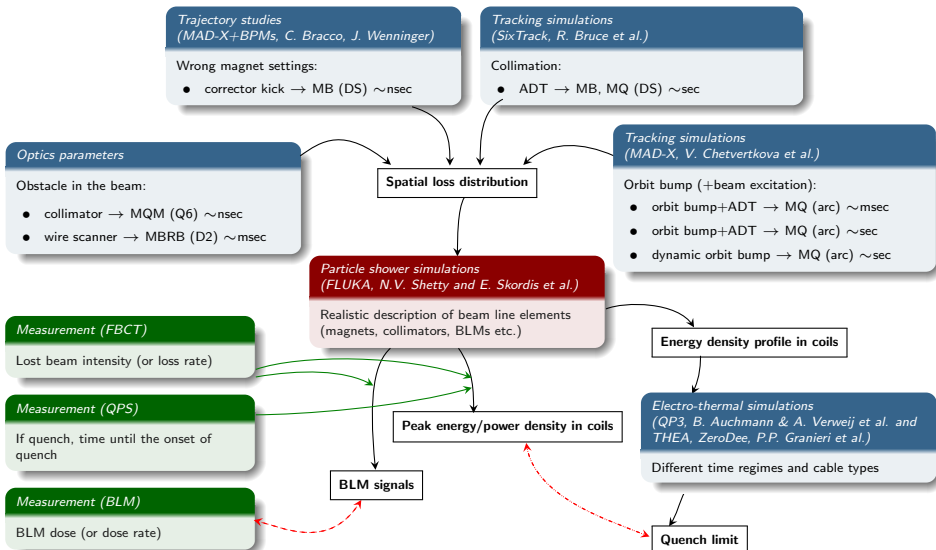 Trajectory studies
(MAD-X+BPMs, C. Bracco, J. Wenninger)
Wrong magnet settings:
● corrector kick → MB (DS) ∼nsec
Tracking simulations
(SixTrack, R. Bruce et al.)
Collimation:
● ADT → MB, MQ (DS) ∼sec
Optics parameters
Obstacle in the beam:
● collimator → MQM (Q6) ∼nsec
● wire scanner → MBRB (D2) ∼msec
Spatial loss distribution
Tracking simulations
(MAD-X, V. Chetvertkova et al.)
Orbit bump (+beam excitation):
● orbit bump+ADT → MQ (arc) ∼msec
● orbit bump+ADT → MQ (arc) ∼sec
● dynamic orbit bump → MQ (arc) ∼sec
Particle shower simulations
(FLUKA, N.V. Shetty and E. Skordis et al.)
Realistic description of beam line elements
(magnets, collimators, BLMs etc.)
Measurement (FBCT)
Lost beam intensity (or loss rate)
Energy density profile in coils
Measurement (QPS)
If quench, time until the onset of
quench
Peak energy/power density in coils
Electro-thermal simulations
(QP3, B. Auchmann & A. Verweij et al. and
THEA, ZeroDee, P.P. Granieri et al.)
Different time regimes and cable types
BLM signals
Measurement (BLM)
BLM dose (or dose rate)
Quench limit